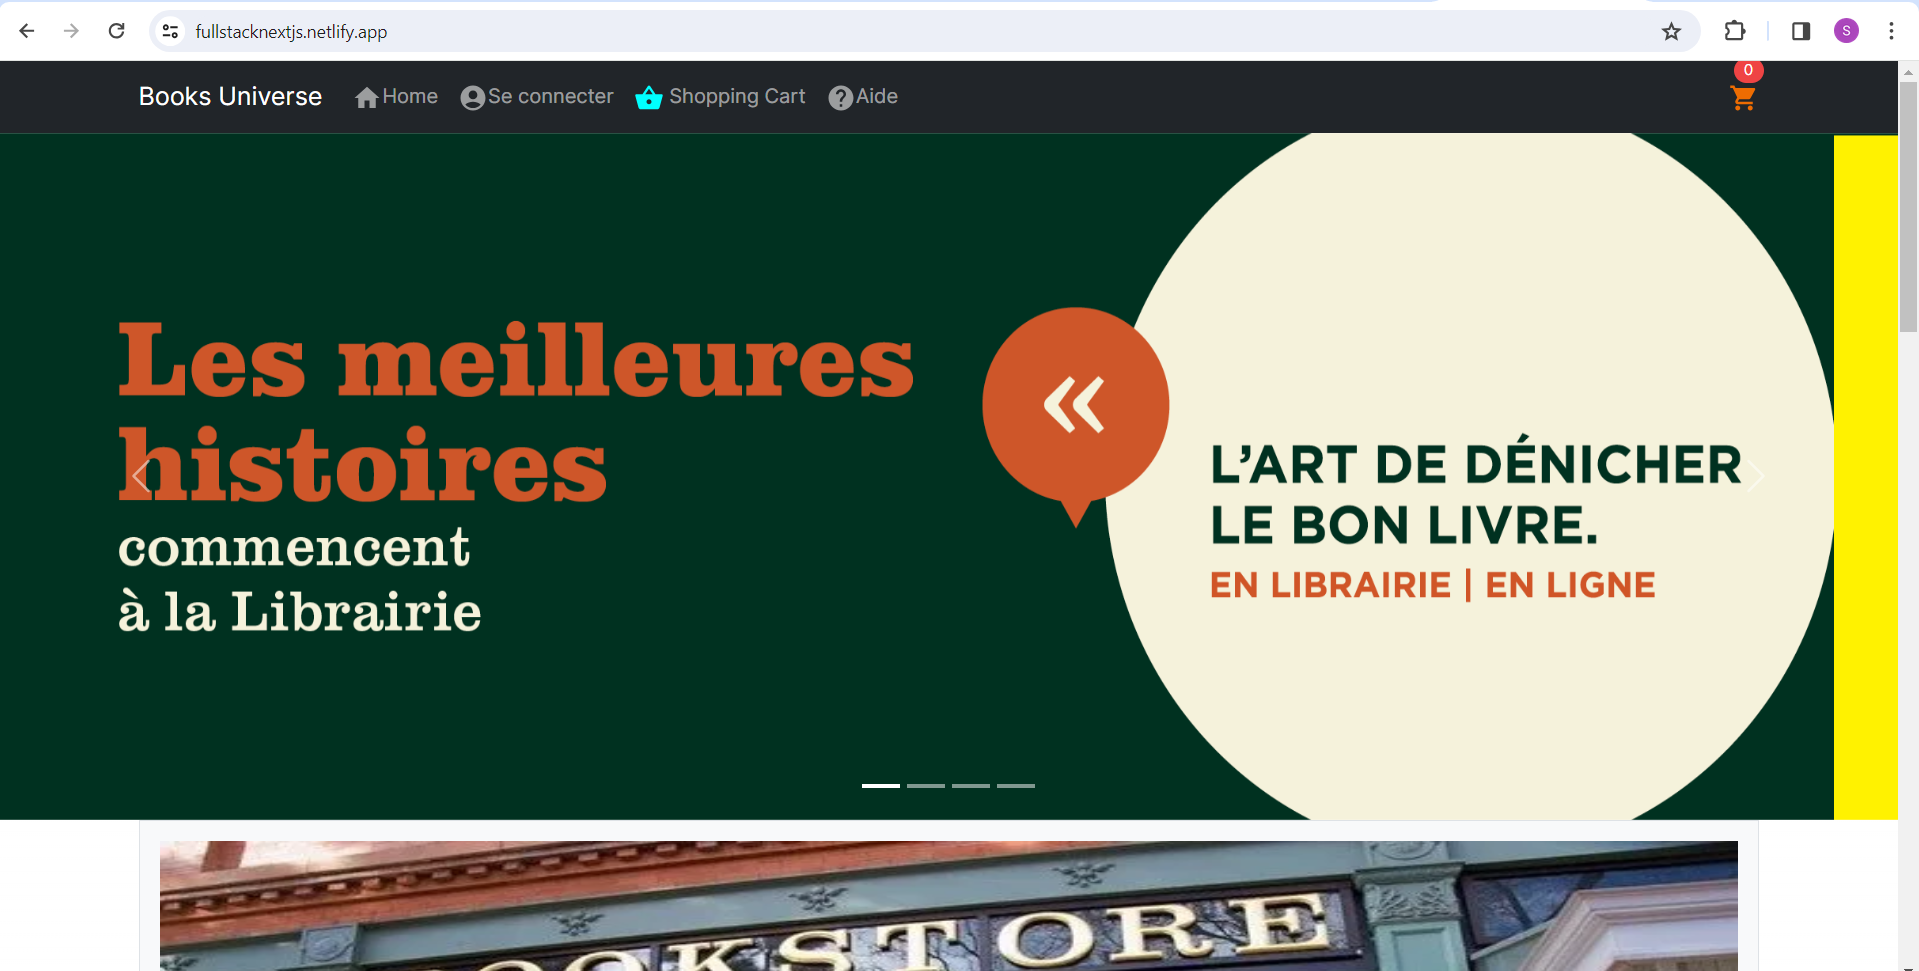 fullstacknextjs.netlify.app
S
0
Books Universe Home Se connecter Shopping Cart Aide
Les meilleures
histoires
commencent
à la Librairie
«
L'ART DE DÉNICHER
LE BON LIVRE.
EN LIBRAIRIE | EN LIGNE
BOOKSTORE